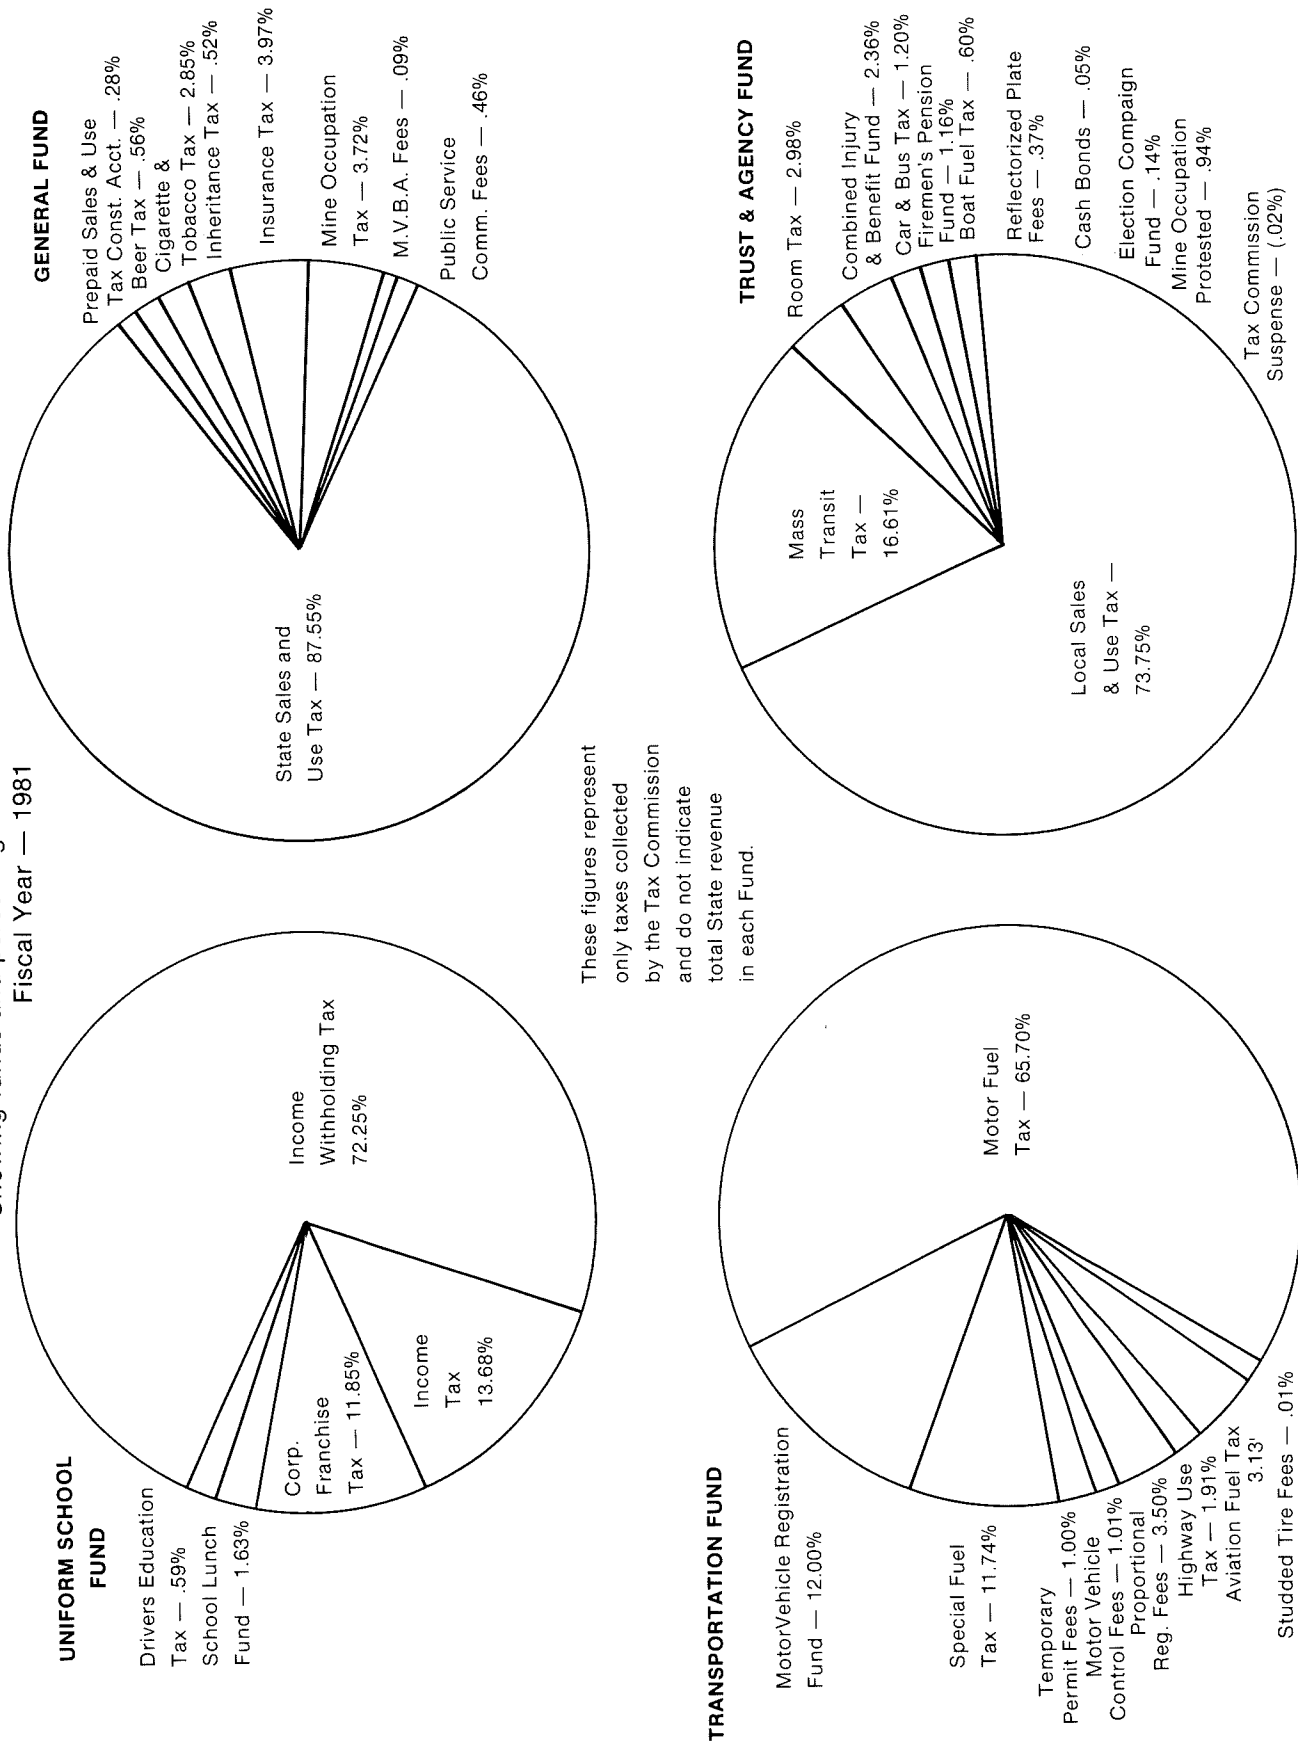 Fiscal Year — 1981
UNIFORM SCHOOL
FUND
Drivers Education
Tax — .59%
School Lunch
Fund — 1.63%
Corp.
Franchise
Tax — 11.85%
Income
Tax
13.68%
Income
Withholding Tax
72.25%
GENERAL FUND
Prepaid Sales & Use
Tax Const. Acct. — .28%
Beer Tax — .56%
Cigarette &
Tobacco Tax — 2.85%
Inheritance Tax — .52%
Insurance Tax — 3.97%
Mine Occupation
Tax — 3.72%
M.V.B.A. Fees — .09%
Public Service
Comm. Fees — .46%
State Sales and
Use Tax — 87.55%
These figures represent
only taxes collected
by the Tax Commission
and do not indicate
total State revenue
in each Fund.
TRANSPORTATION FUND
MotorVehicle Registration
Fund — 12.00%
Special Fuel
Tax — 11.74%
Temporary
Permit Fees — 1.00%
Motor Vehicle
Control Fees — 1.01%
Proportional
Reg. Fees — 3.50%
Highway Use
Tax — 1.91%
Aviation Fuel Tax
3.13'
Studded Tire Fees — .01%
Motor Fuel
Tax — 65.70%
TRUST & AGENCY FUND
Room Tax — 2.98%
Combined Injury
& Benefit Fund — 2.36%
Car & Bus Tax — 1.20%
Firemen's Pension
Fund — 1.16%
Boat Fuel Tax — .60%
Reflectorized Plate
Fees — .37%
Cash Bonds — .05%
Election Compaign
Fund — .14%
Mine Occupation
Protested — .94%
Tax Commission
Suspense — (.02%)
Mass
Transit
Tax —
16.61%
Local Sales
& Use Tax —
73.75%